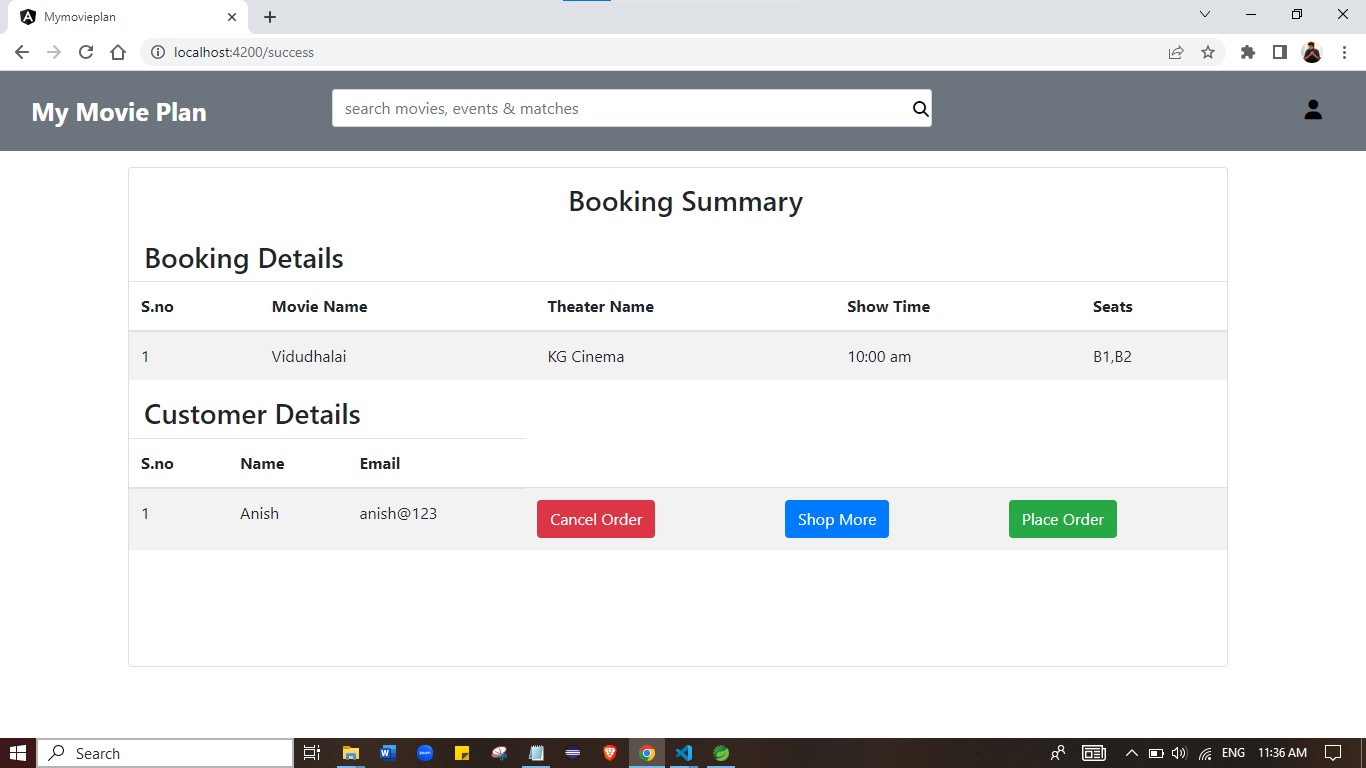 Mymovieplan
localhost:4200/success
My Movie Plan
search movies, events & matches
Booking Summary
Booking Details
S.no Movie Name Theater Name Show Time Seats
1 Vidudhalai KG Cinema 10:00 am B1,B2
Customer Details
S.no Name Email
1 Anish anish@123 Cancel Order Shop More Place Order
Search ENG 11:36 AM